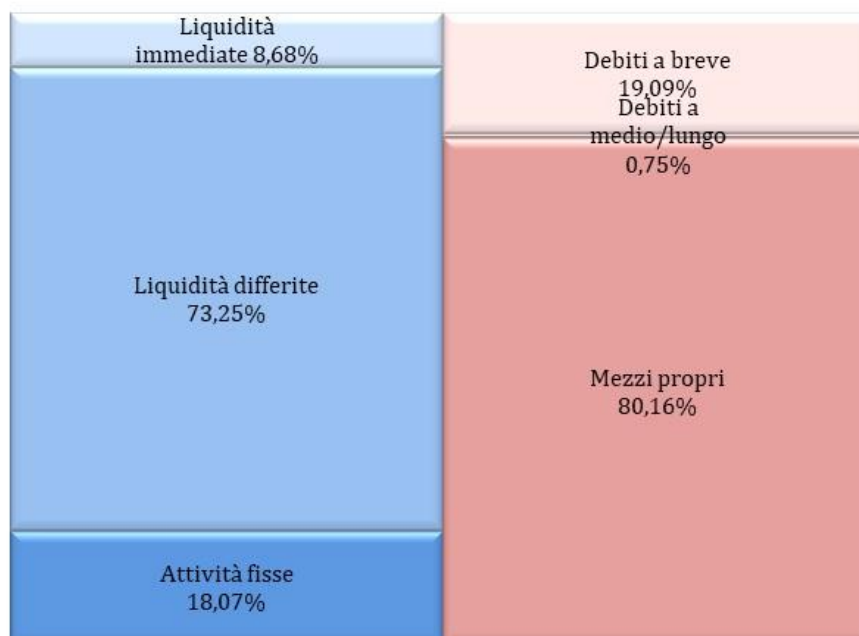 Liquidità
immediate 8,68%
Liquidità differite
73,25%
Attività fisse
18,07%
Debiti a breve
19,09%
Debiti a
medio/lungo
0,75%
Mezzi propri
80,16%